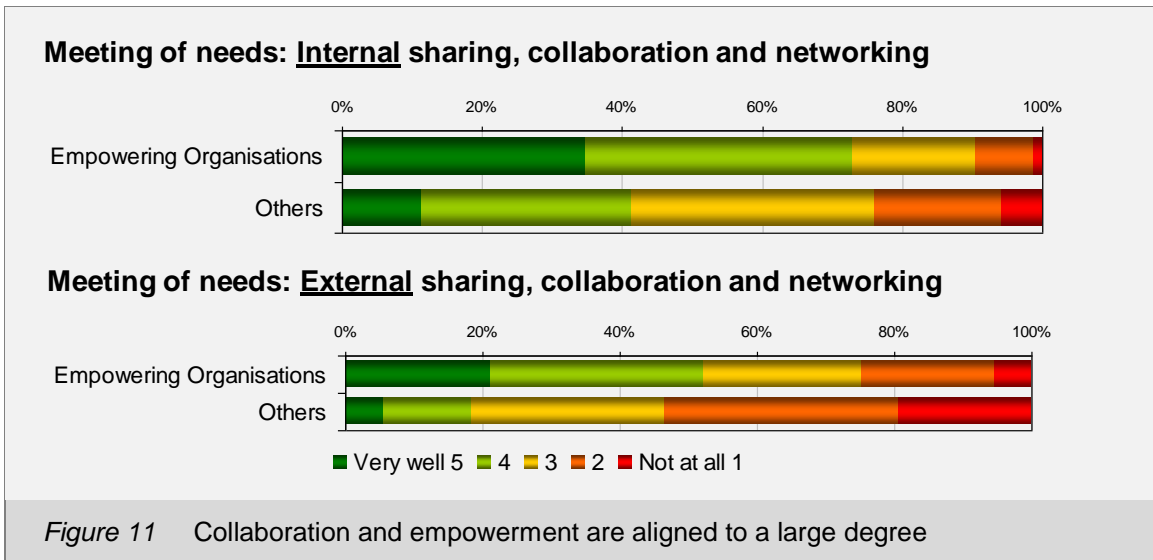 Meeting of needs: Internal sharing, collaboration and networking
0% 20% 40% 60% 80% 100%
Empowering Organisations
Others
Meeting of needs: External sharing, collaboration and networking
0% 20% 40% 60% 80% 100%
Empowering Organisations
Others
Very well 5 4 3 2 Not at all 1
Figure 11 Collaboration and empowerment are aligned to a large degree